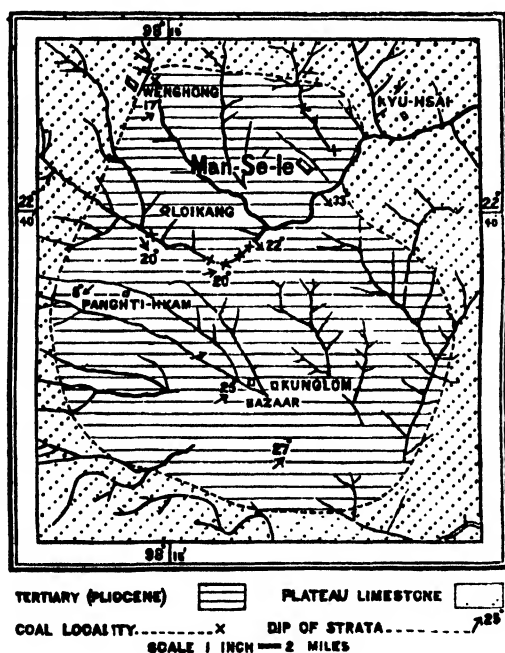 98° 15'
WENGHONG
17°
KYU-HSAI
Man-Se-le
33°
22° 40
22° 40
LOIKANG
20°
22°
20°
PANGHTI-HKAM
25°
KUNGLOM
BAZAAR
27°
98° 15'
TERTIARY (PLIOCENE)
PLATEAU LIMESTONE
COAL LOCALITY
DIP OF STRATA
25°
SCALE 1 INCH = 2 MILES